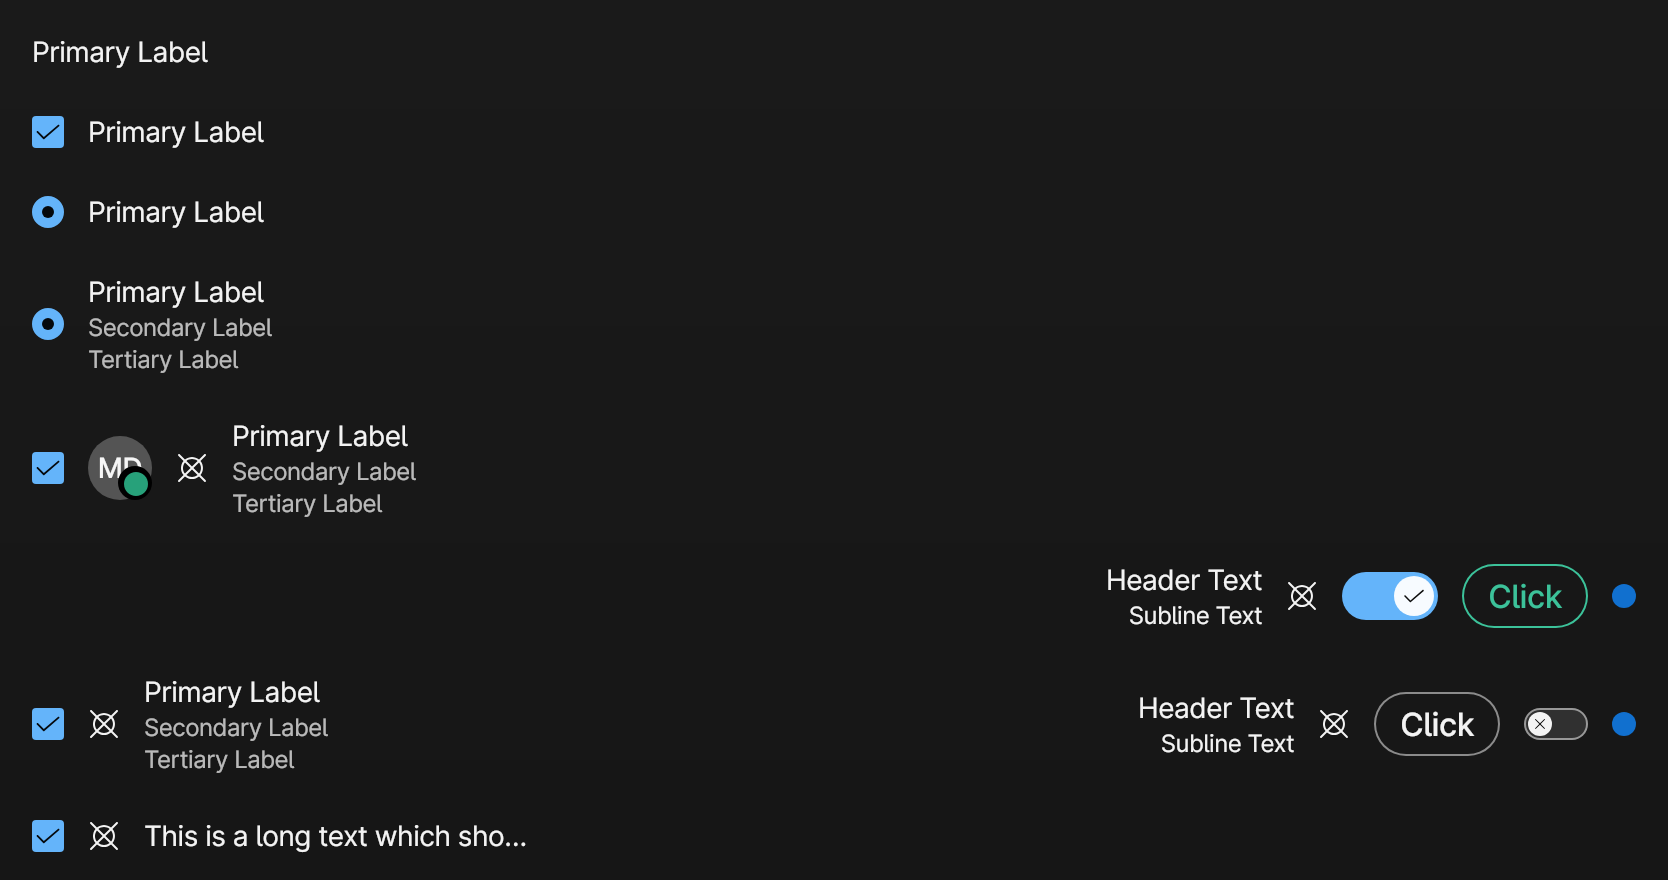 Primary Label
Primary Label
Primary Label
Primary Label
Secondary Label
Tertiary Label
MD
Primary Label
Secondary Label
Tertiary Label
Header Text
Subline Text
Click
Primary Label
Secondary Label
Tertiary Label
Header Text
Subline Text
Click
This is a long text which sho...